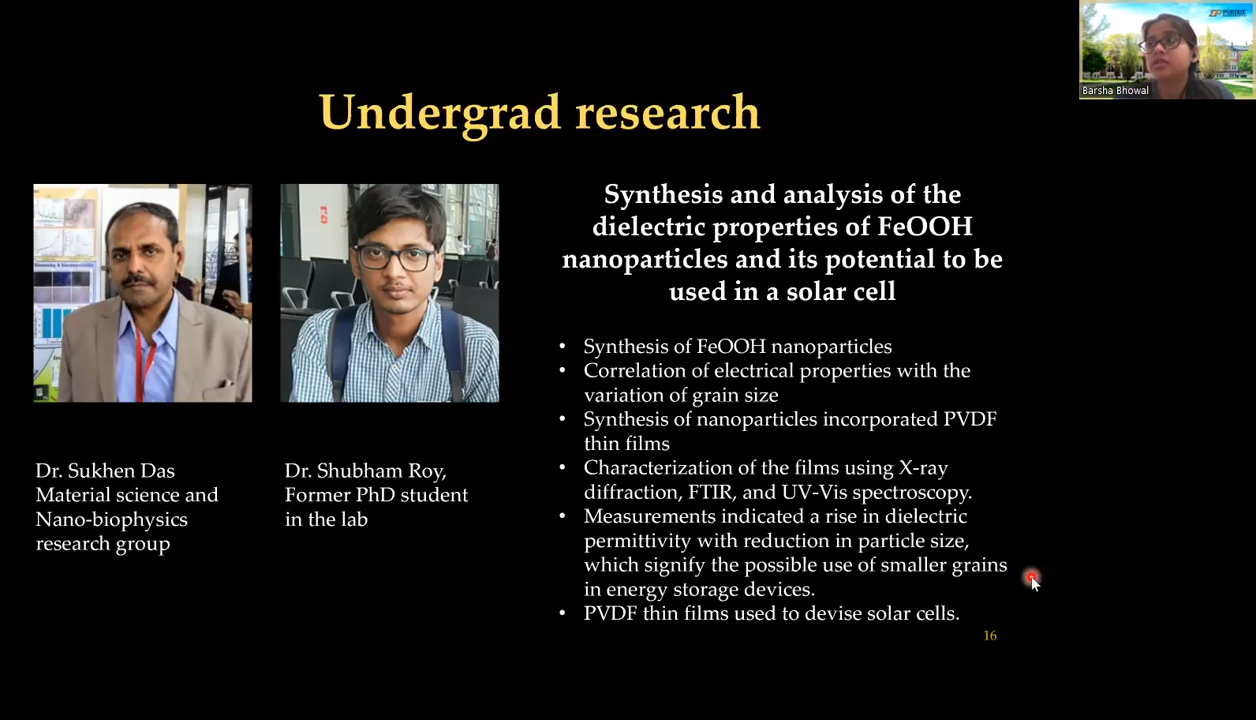 Barsha Bhowal
Undergrad research
Synthesis and analysis of the
dielectric properties of FeOOH
nanoparticles and its potential to be
used in a solar cell
• Synthesis of FeOOH nanoparticles
• Correlation of electrical properties with the
variation of grain size
• Synthesis of nanoparticles incorporated PVDF
thin films
• Characterization of the films using X-ray
diffraction, FTIR, and UV-Vis spectroscopy.
• Measurements indicated a rise in dielectric
permittivity with reduction in particle size,
which signify the possible use of smaller grains
in energy storage devices.
• PVDF thin films used to devise solar cells.
Dr. Sukhen Das
Material science and
Nano-biophysics
research group
Dr. Shubham Roy,
Former PhD student
in the lab
16